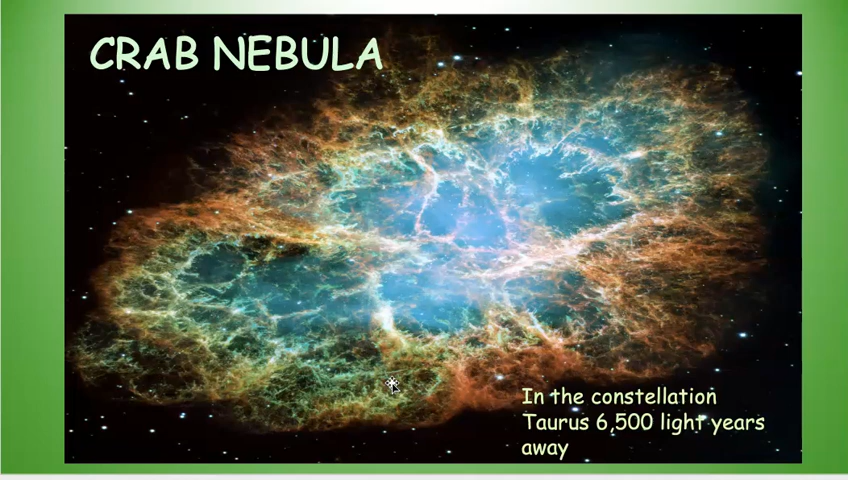 CRAB NEBULA
In the constellation
Taurus 6,500 light years
away